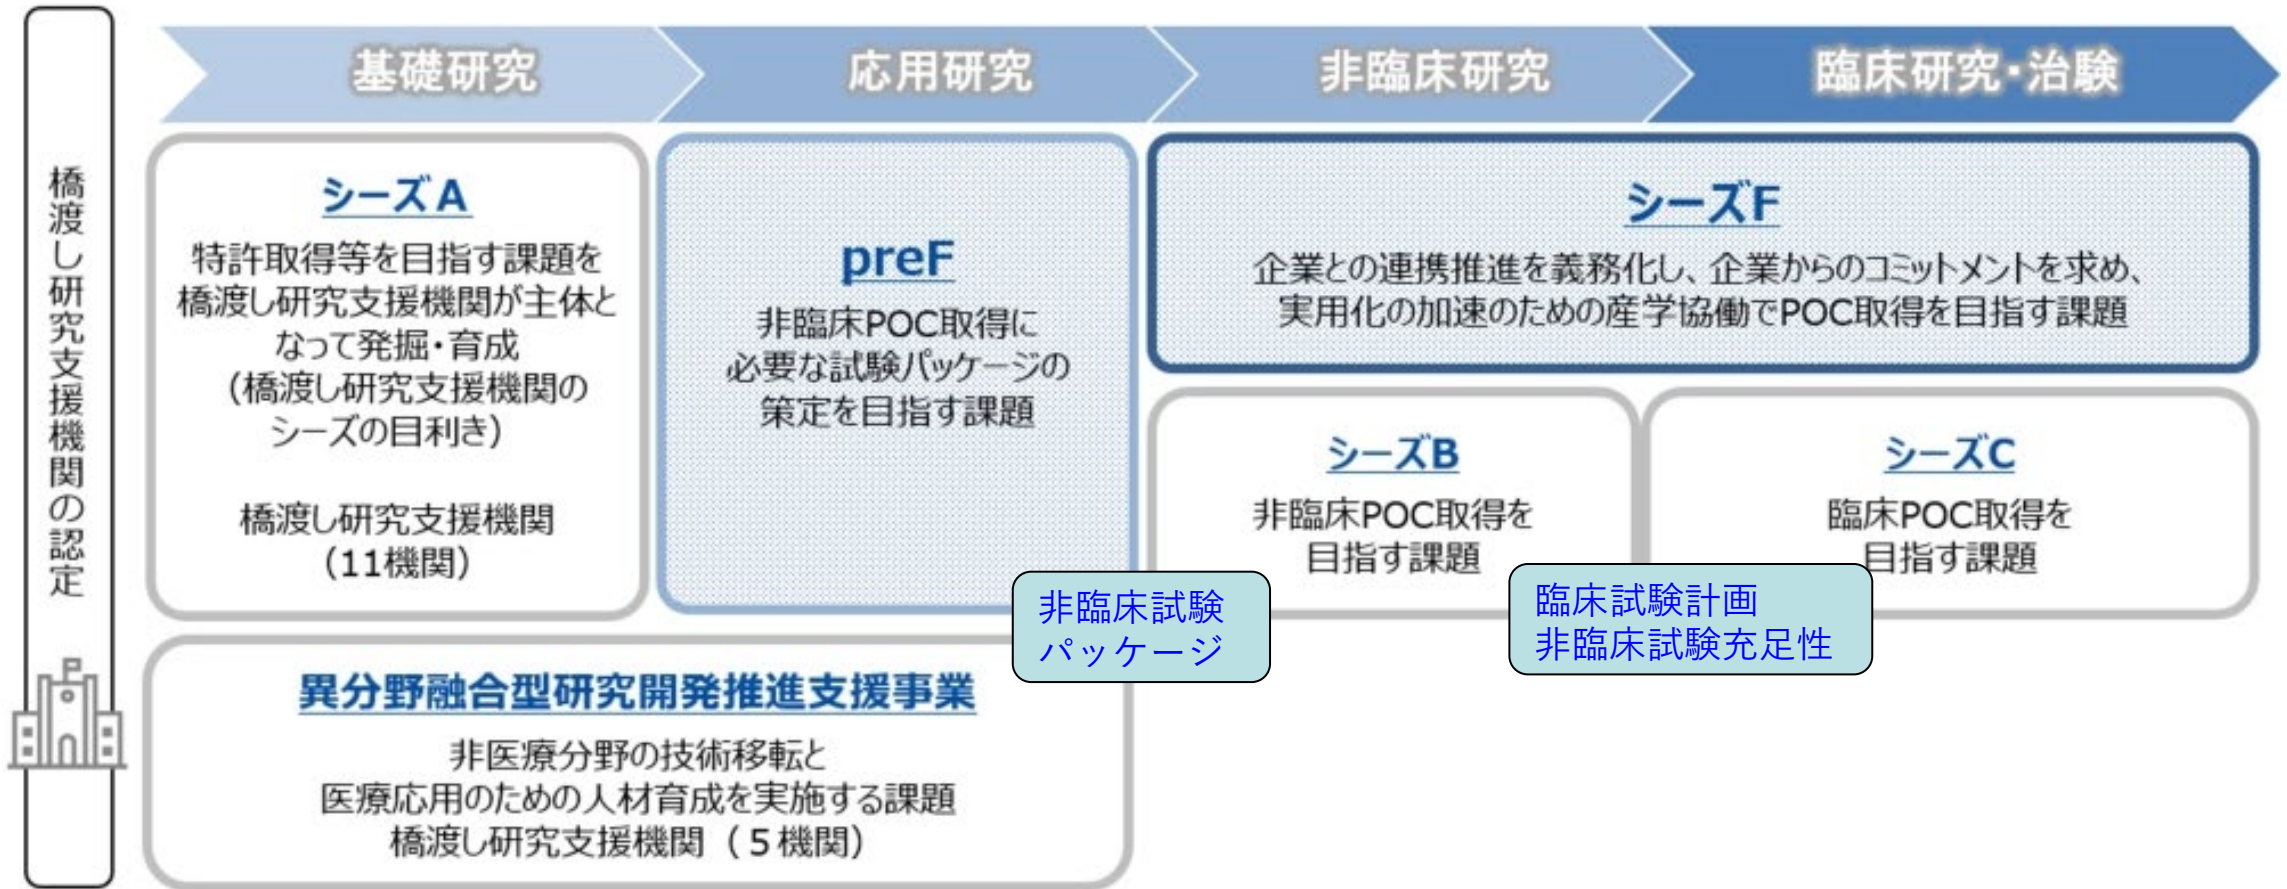 橋渡し研究支援機関の認定
基礎研究
応用研究
非臨床研究
臨床研究・治験
シーズA
特許取得等を目指す課題を
橋渡し研究支援機関が主体と
なって発掘・育成
(橋渡し研究支援機関の
シーズの目利き)
橋渡し研究支援機関
(11機関)
preF
非臨床POC取得に
必要な試験パッケージの
策定を目指す課題
シーズF
企業との連携推進を義務化し、企業からのコミットメントを求め、
実用化の加速のための産学協働でPOC取得を目指す課題
シーズB
非臨床POC取得を
目指す課題
シーズC
臨床POC取得を
目指す課題
非臨床試験
パッケージ
臨床試験計画
非臨床試験充足性
異分野融合型研究開発推進支援事業
非医療分野の技術移転と
医療応用のための人材育成を実施する課題
橋渡し研究支援機関（５機関）